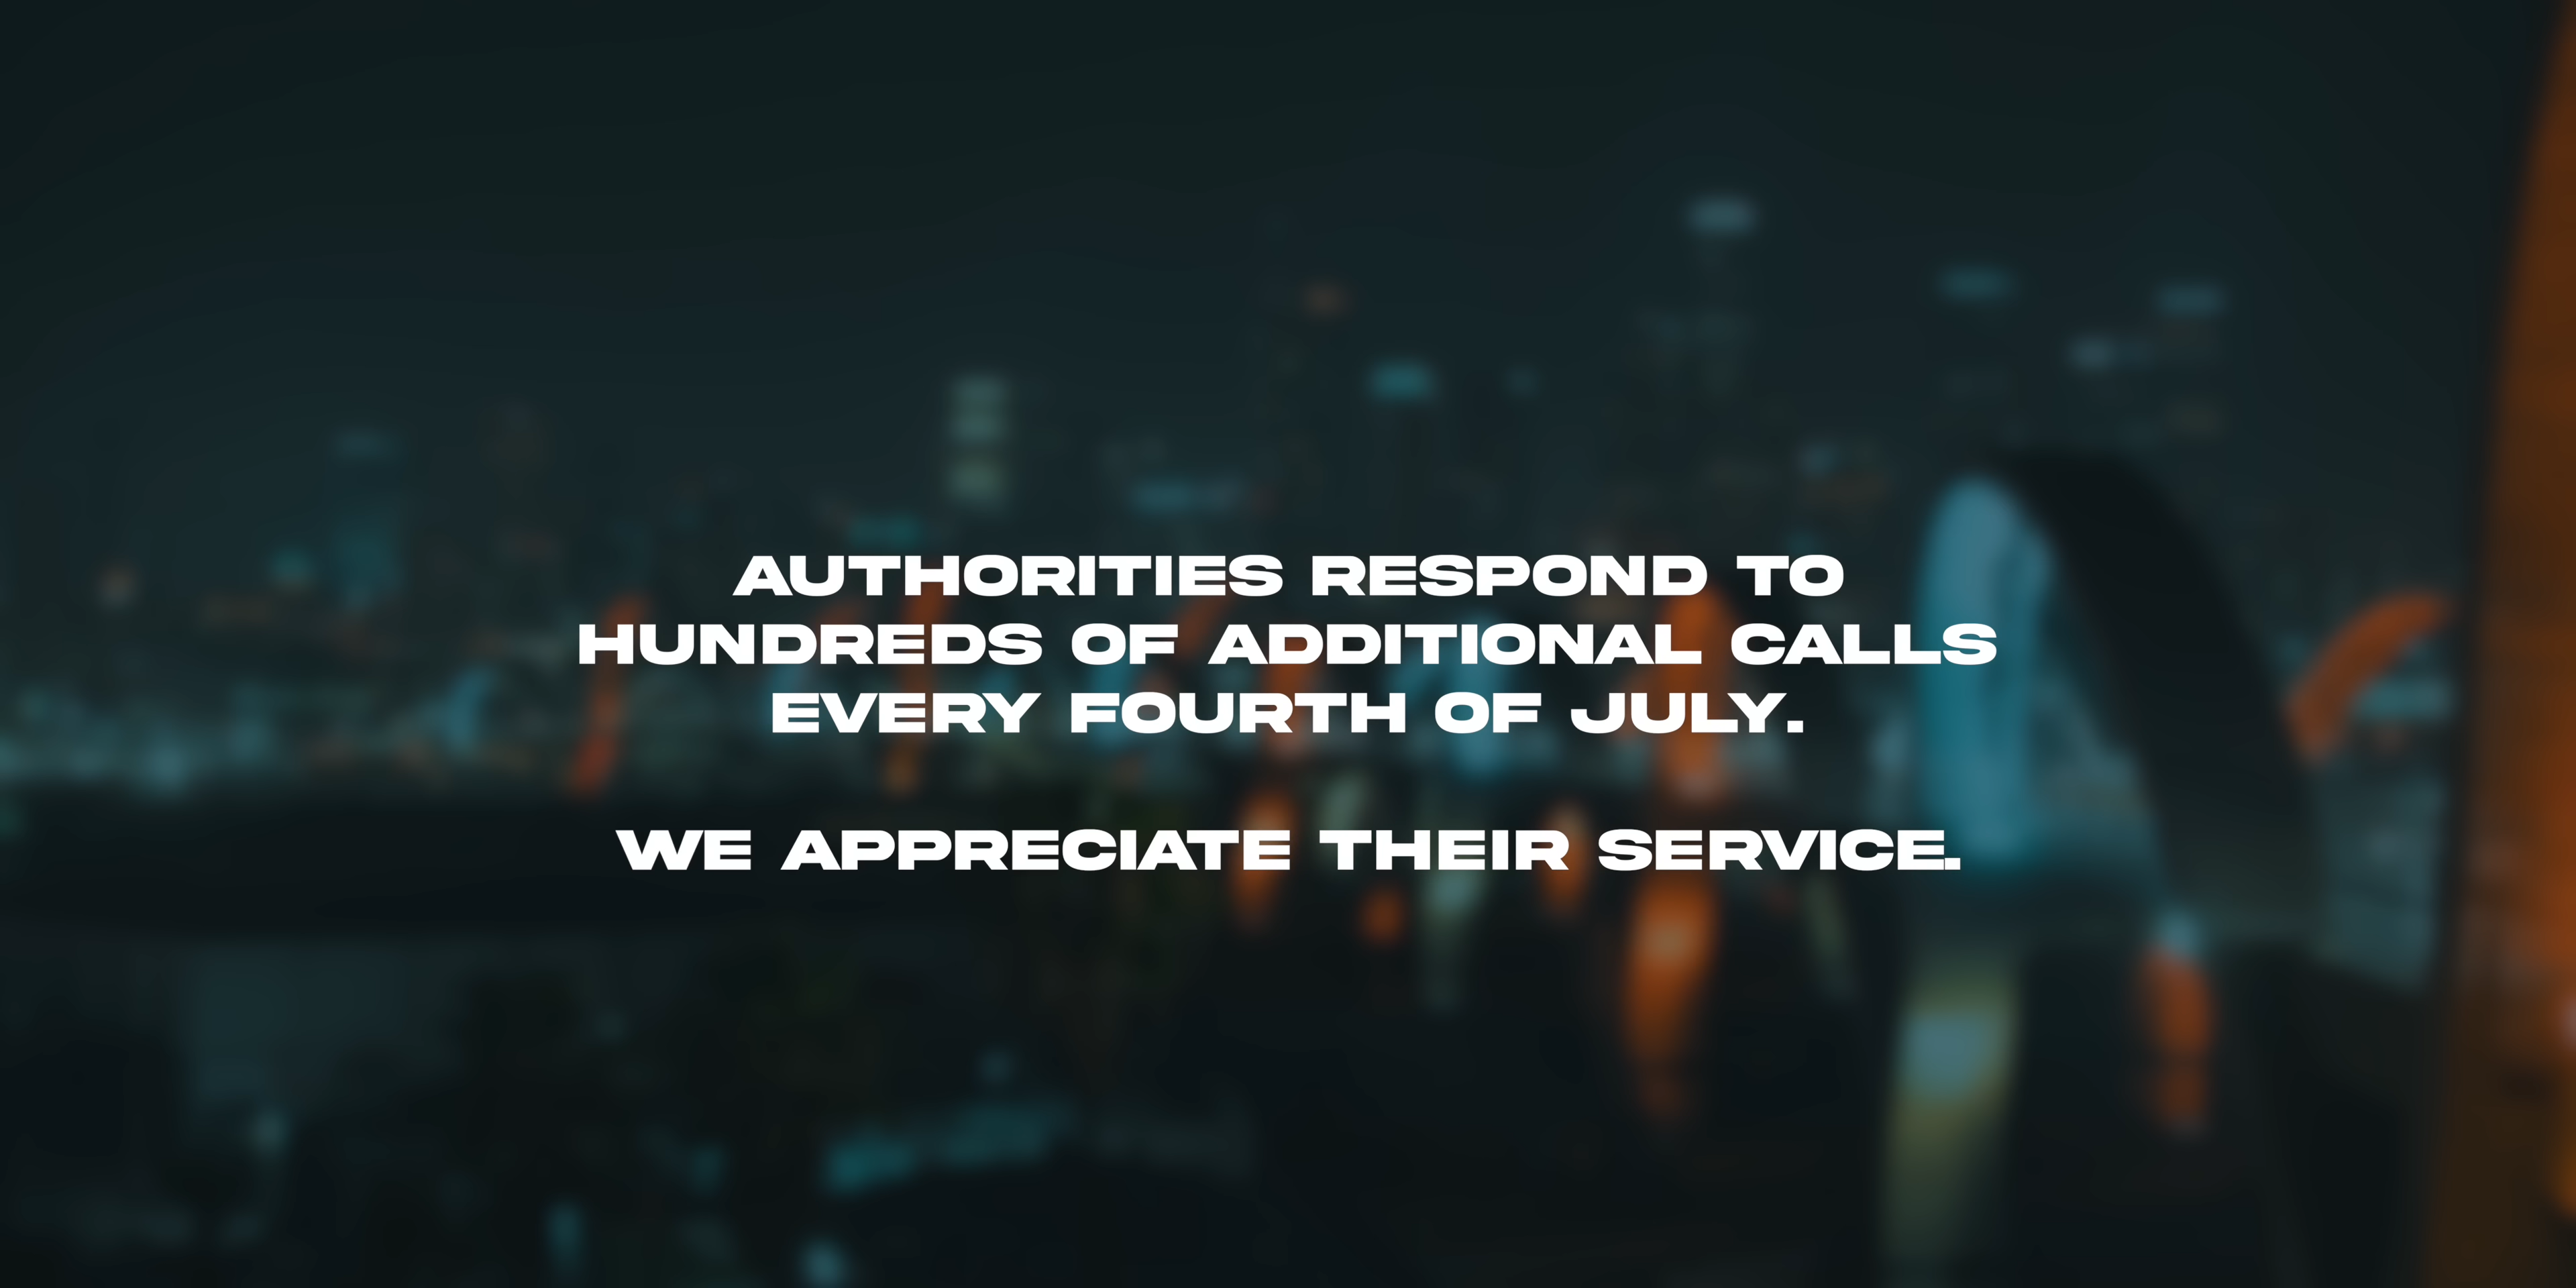 AUTHORITIES RESPOND TO
HUNDREDS OF ADDITIONAL CALLS
EVERY FOURTH OF JULY.
WE APPRECIATE THEIR SERVICE.